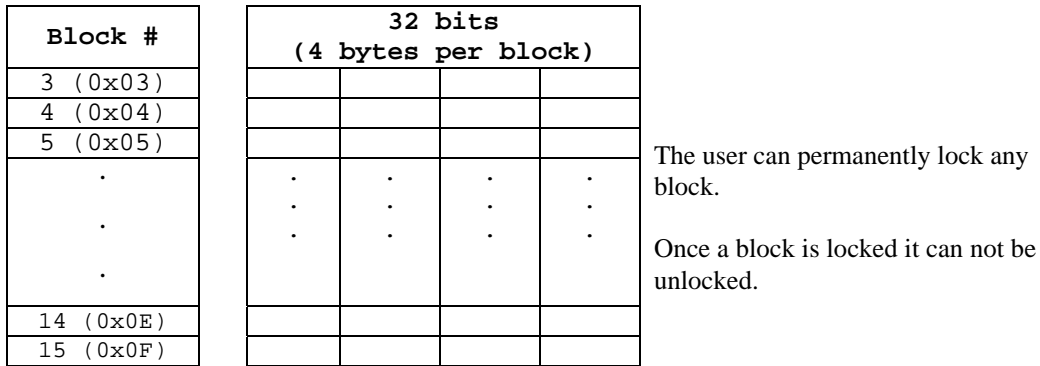 Block #
32 bits
(4 bytes per block)
3 (0x03)
4 (0x04)
5 (0x05)
. . . . .
. . . . .
. . . . .
14 (0x0E)
15 (0x0F)
The user can permanently lock any
block.
Once a block is locked it can not be
unlocked.